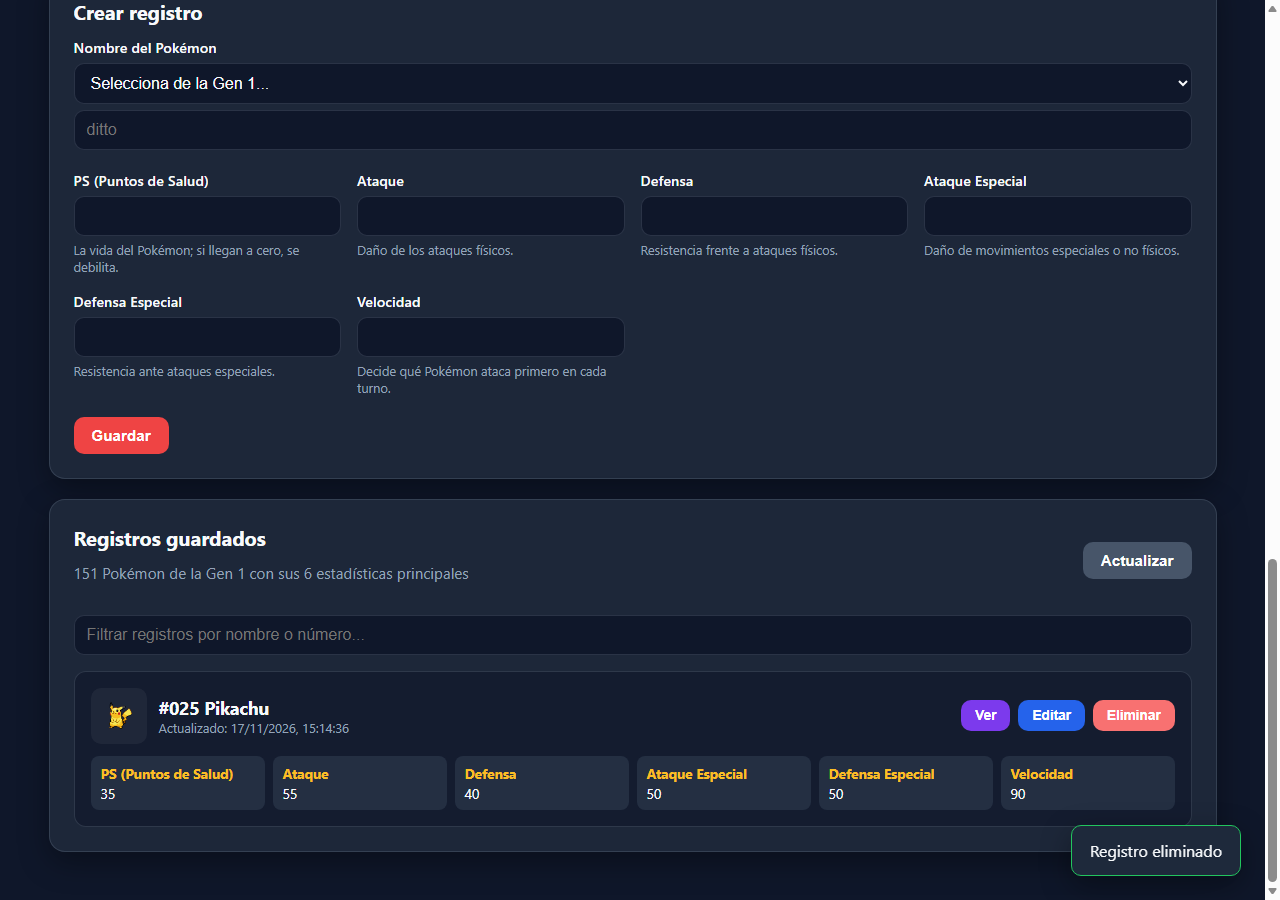 Crear registro
Nombre del Pokémon
Selecciona de la Gen 1...
ditto
PS (Puntos de Salud)
Ataque
Defensa
Ataque Especial
La vida del Pokémon; si llegan a cero, se
debilita.
Daño de los ataques físicos.
Resistencia frente a ataques físicos.
Daño de movimientos especiales o no físicos.
Defensa Especial
Velocidad
Resistencia ante ataques especiales.
Decide qué Pokémon ataca primero en cada
turno.
Guardar
Registros guardados
151 Pokémon de la Gen 1 con sus 6 estadísticas principales
Actualizar
Filtrar registros por nombre o número...
#025 Pikachu
Actualizado: 17/11/2026, 15:14:36
Ver
Editar
Eliminar
PS (Puntos de Salud)
35
Ataque
55
Defensa
40
Ataque Especial
50
Defensa Especial
50
Velocidad
90
Registro eliminado